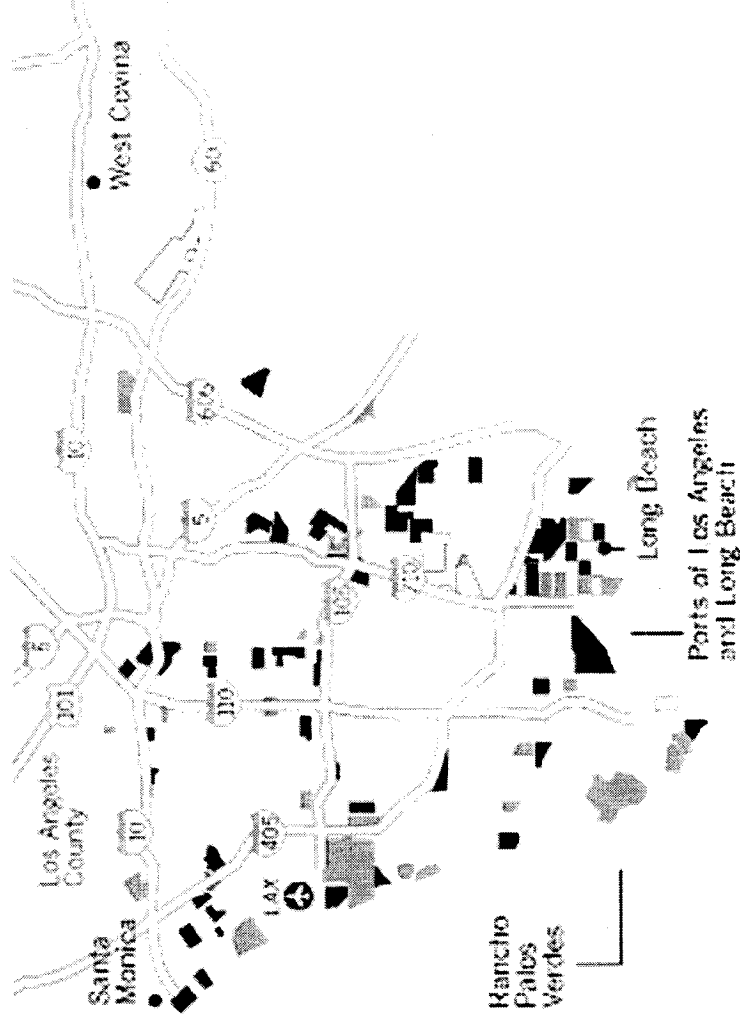 Santa
Monica
Los Angeles
County
10
101
5
10
West Covina
60
605
5
110
405
LAX
105
710
Rancho
Palos
Verdes
Long Beach
Ports of Los Angeles
and Long Beach